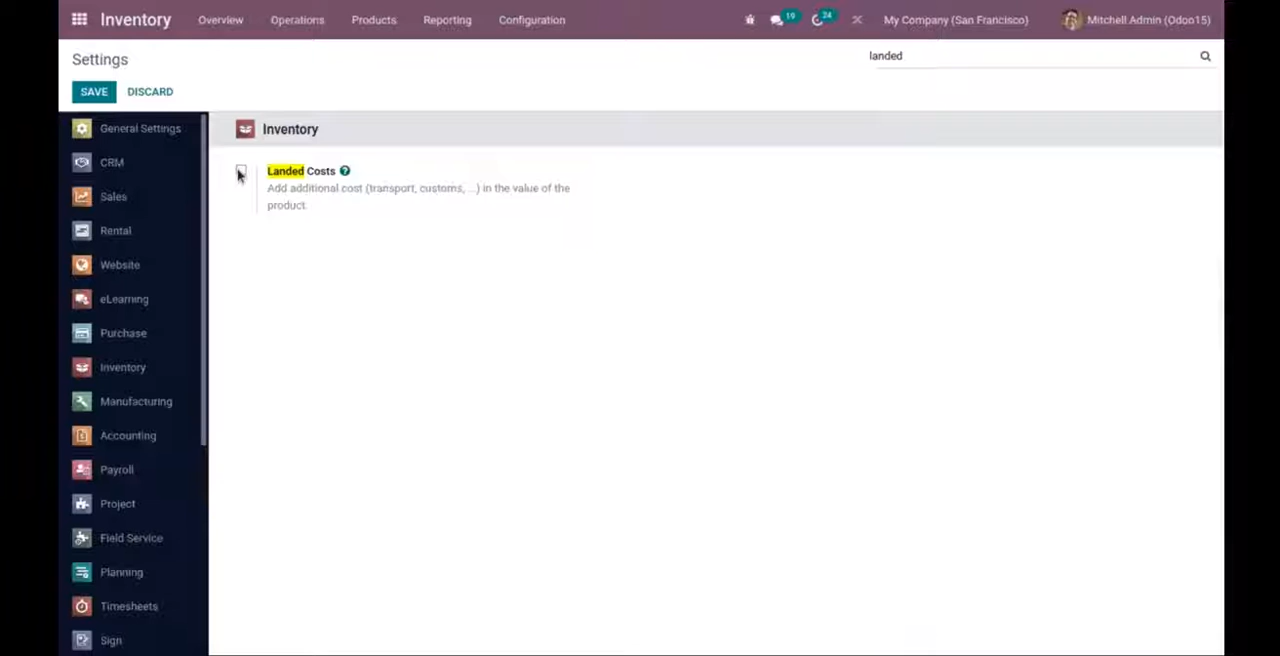 Inventory Overview Operations Products Reporting Configuration 19 24 My Company (San Francisco) Mitchell Admin (Odoo15)
Settings landed
SAVE DISCARD
General Settings
CRM
Sales
Rental
Website
eLearning
Purchase
Inventory
Manufacturing
Accounting
Payroll
Project
Field Service
Planning
Timesheets
Sign
Inventory
Landed Costs ?
Add additional cost (transport, customs, ...) in the value of the
product.